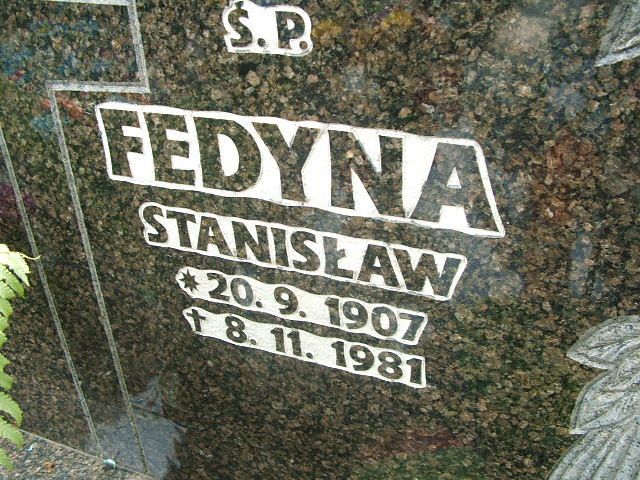 Ś. P.
FEDYNA
STANISŁAW
* 20. 9. 1907
† 8. 11. 1981